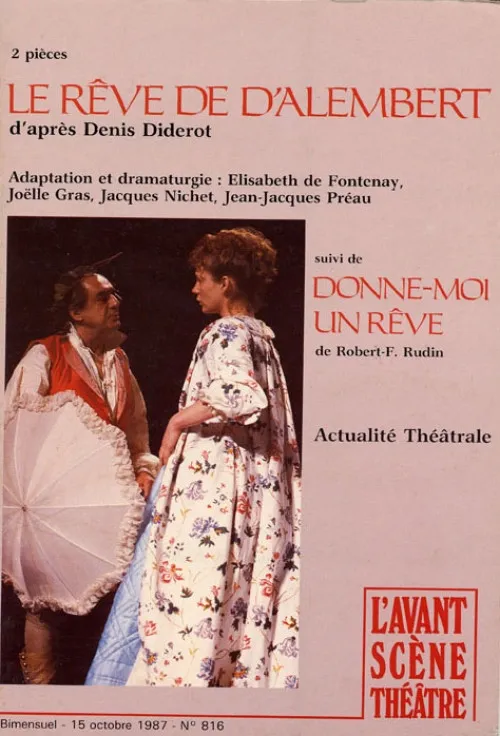 2 pièces
LE RÊVE DE D'ALEMBERT
d'après Denis Diderot
Adaptation et dramaturgie : Elisabeth de Fontenay,
Joëlle Gras, Jacques Nichet, Jean-Jacques Préau
suivi de
DONNE-MOI
UN RÊVE
de Robert-F. Rudin
Actualité Théâtrale
L'AVANT
SCÈNE
THÉÂTRE
Bimensuel - 15 octobre 1987 - Nº 816